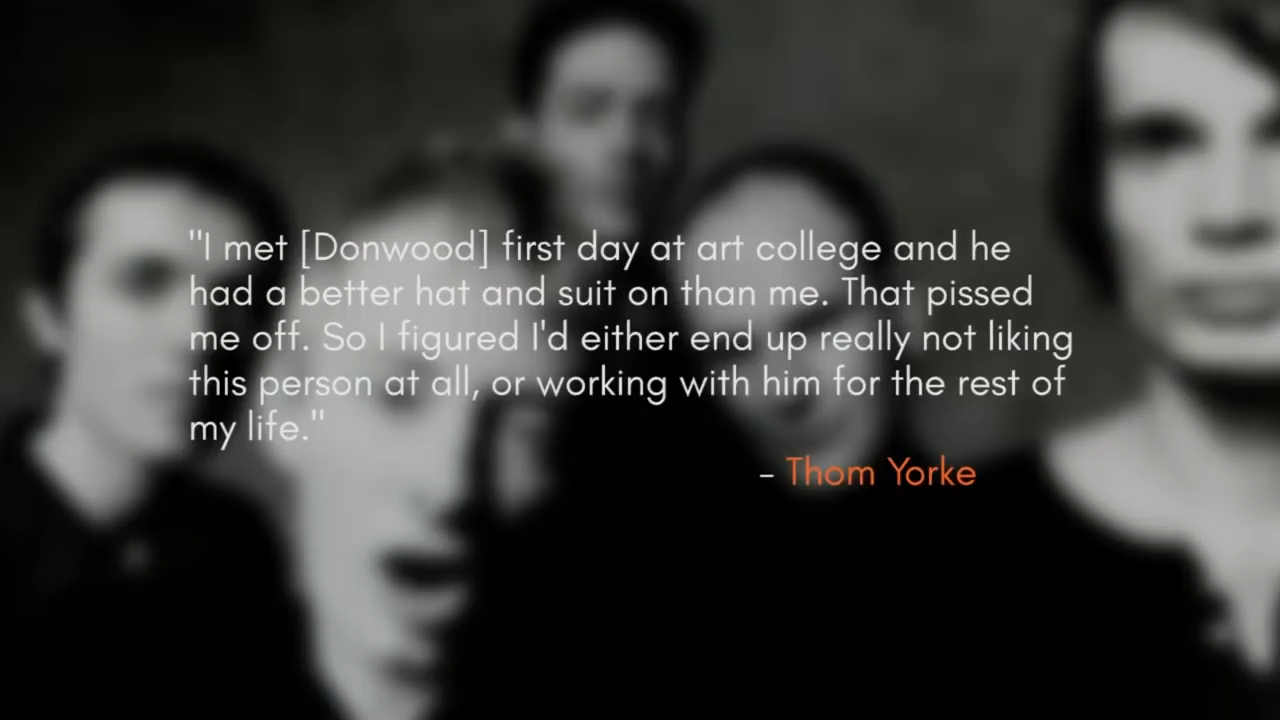 "I met [Donwood] first day at art college and he
had a better hat and suit on than me. That pissed
me off. So I figured I'd either end up really not liking
this person at all, or working with him for the rest of
my life."
- Thom Yorke